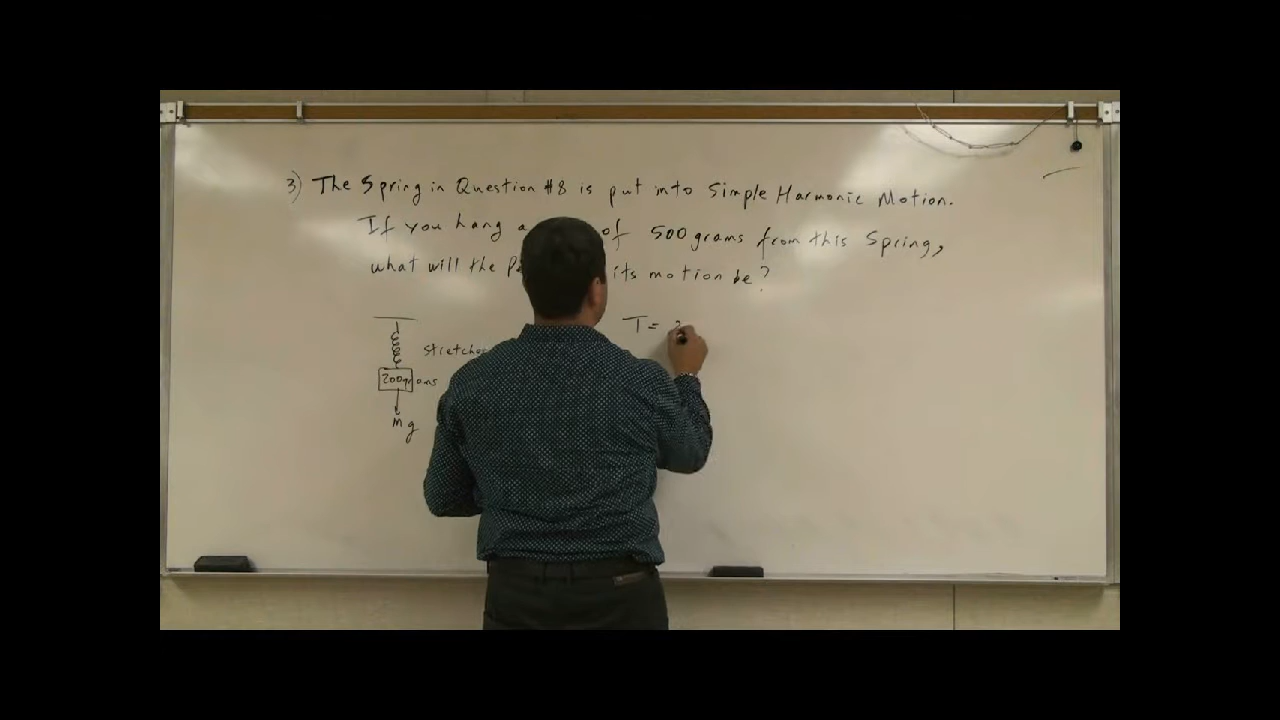 3) The Spring in Question #8 is put into Simple Harmonic Motion.
If you hang a of 500 grams from this Spring,
what will the its motion be?
T =
200grams
mg